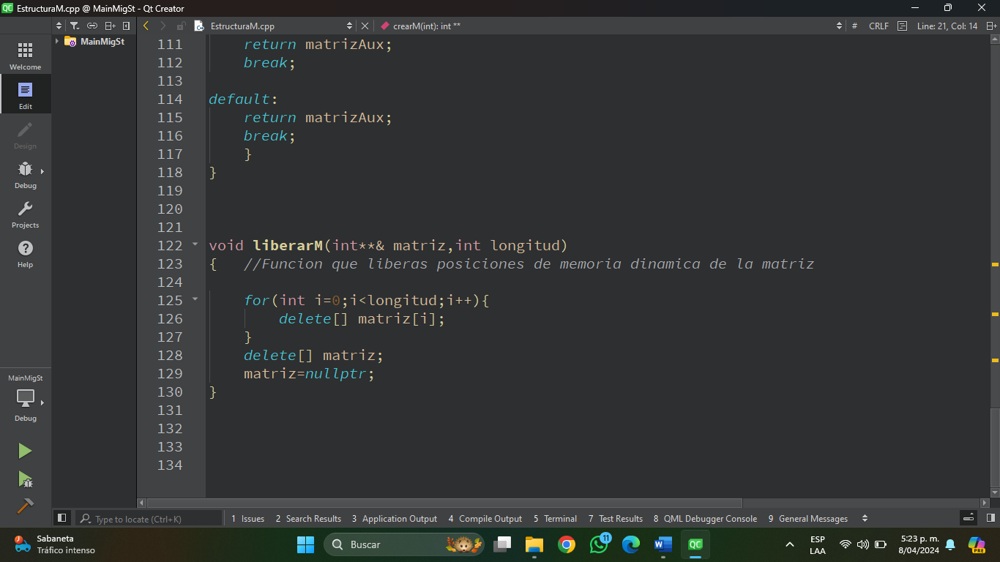 EstructuraM.cpp @ MainMigSt - Qt Creator
EstructuraM.cpp
crearM(int): int **
#
CRLF
Line: 21, Col: 14
MainMigSt
Welcome
Edit
Design
Debug
Projects
Help
MainMigSt
Debug
111 return matrizAux;
112 break;
113
114 default:
115 return matrizAux;
116 break;
117 }
118 }
119
120
121
122 void liberarM(int**& matriz,int longitud)
123 { //Funcion que liberas posiciones de memoria dinamica de la matriz
124
125 for(int i=0;i<longitud;i++){
126 delete[] matriz[i];
127 }
128 delete[] matriz;
129 matriz=nullptr;
130 }
131
132
133
134
Type to locate (Ctrl+K)
1 Issues
2 Search Results
3 Application Output
4 Compile Output
5 Terminal
7 Test Results
8 QML Debugger Console
9 General Messages
Sabaneta
Tráfico intenso
Buscar
11
ESP
LAA
5:23 p. m.
8/04/2024
PRE